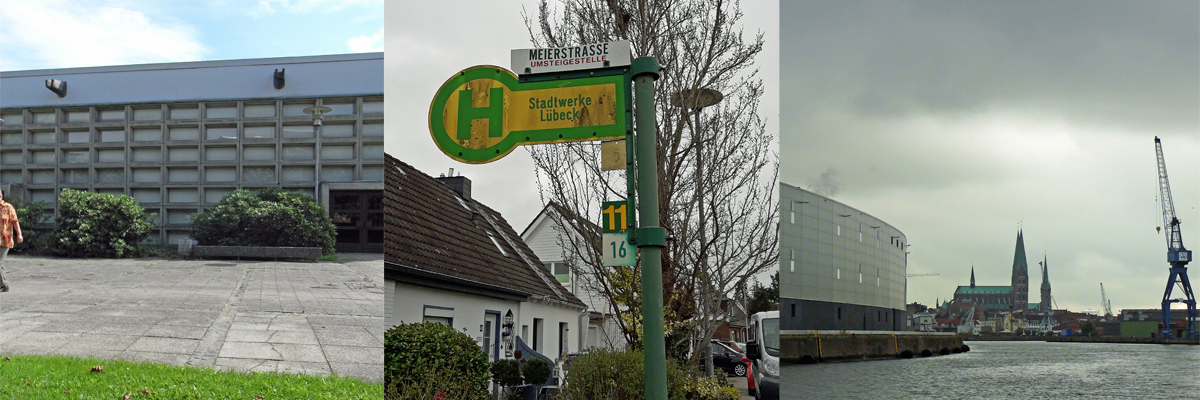 MEIERSTRASSE
UMSTEIGESTELLE
H
Stadtwerke
Lübeck
11
16